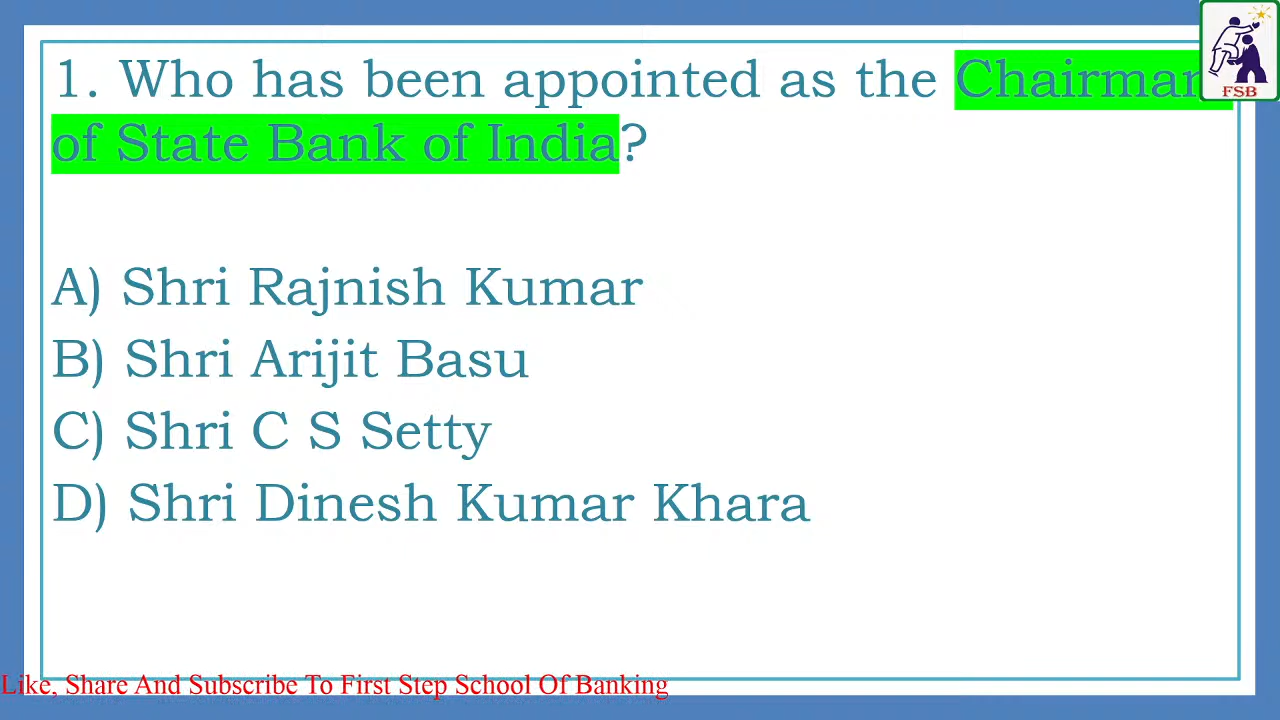 1. Who has been appointed as the Chairman
of State Bank of India?
A) Shri Rajnish Kumar
B) Shri Arijit Basu
C) Shri C S Setty
D) Shri Dinesh Kumar Khara
FSB
Like, Share And Subscribe To First Step School Of Banking